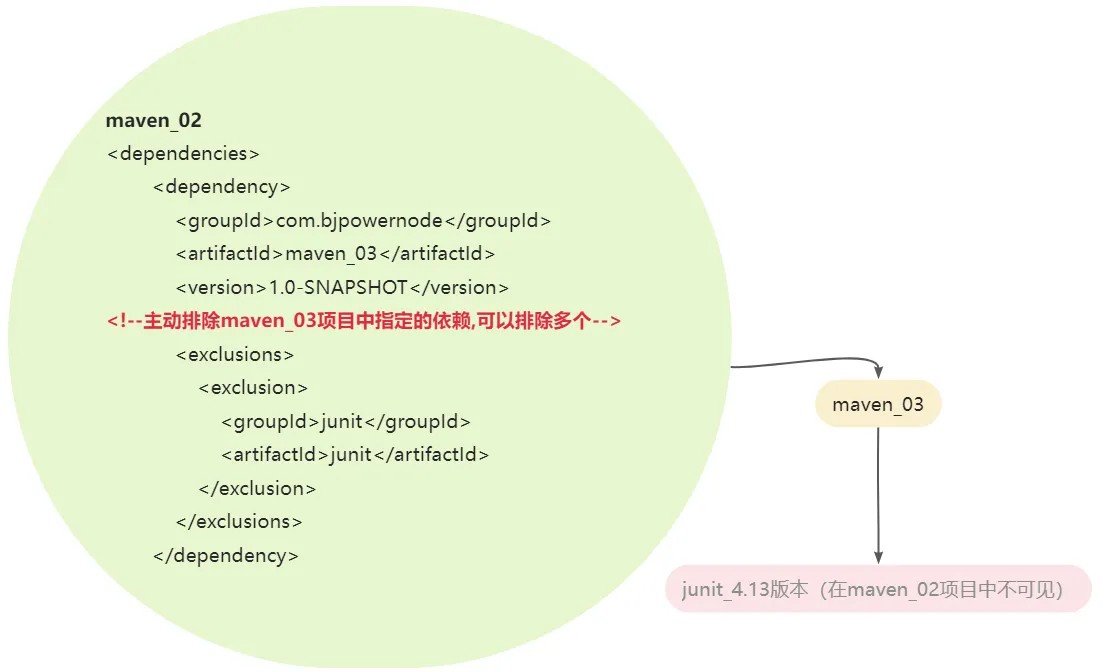 maven_02
<dependencies>
<dependency>
<groupId>com.bjpowernode</groupId>
<artifactId>maven_03</artifactId>
<version>1.0-SNAPSHOT</version>
<!--主动排除maven_03项目中指定的依赖,可以排除多个-->
<exclusions>
<exclusion>
<groupId>junit</groupId>
<artifactId>junit</artifactId>
</exclusion>
</exclusions>
</dependency>
maven_03
junit_4.13版本（在maven_02项目中不可见）